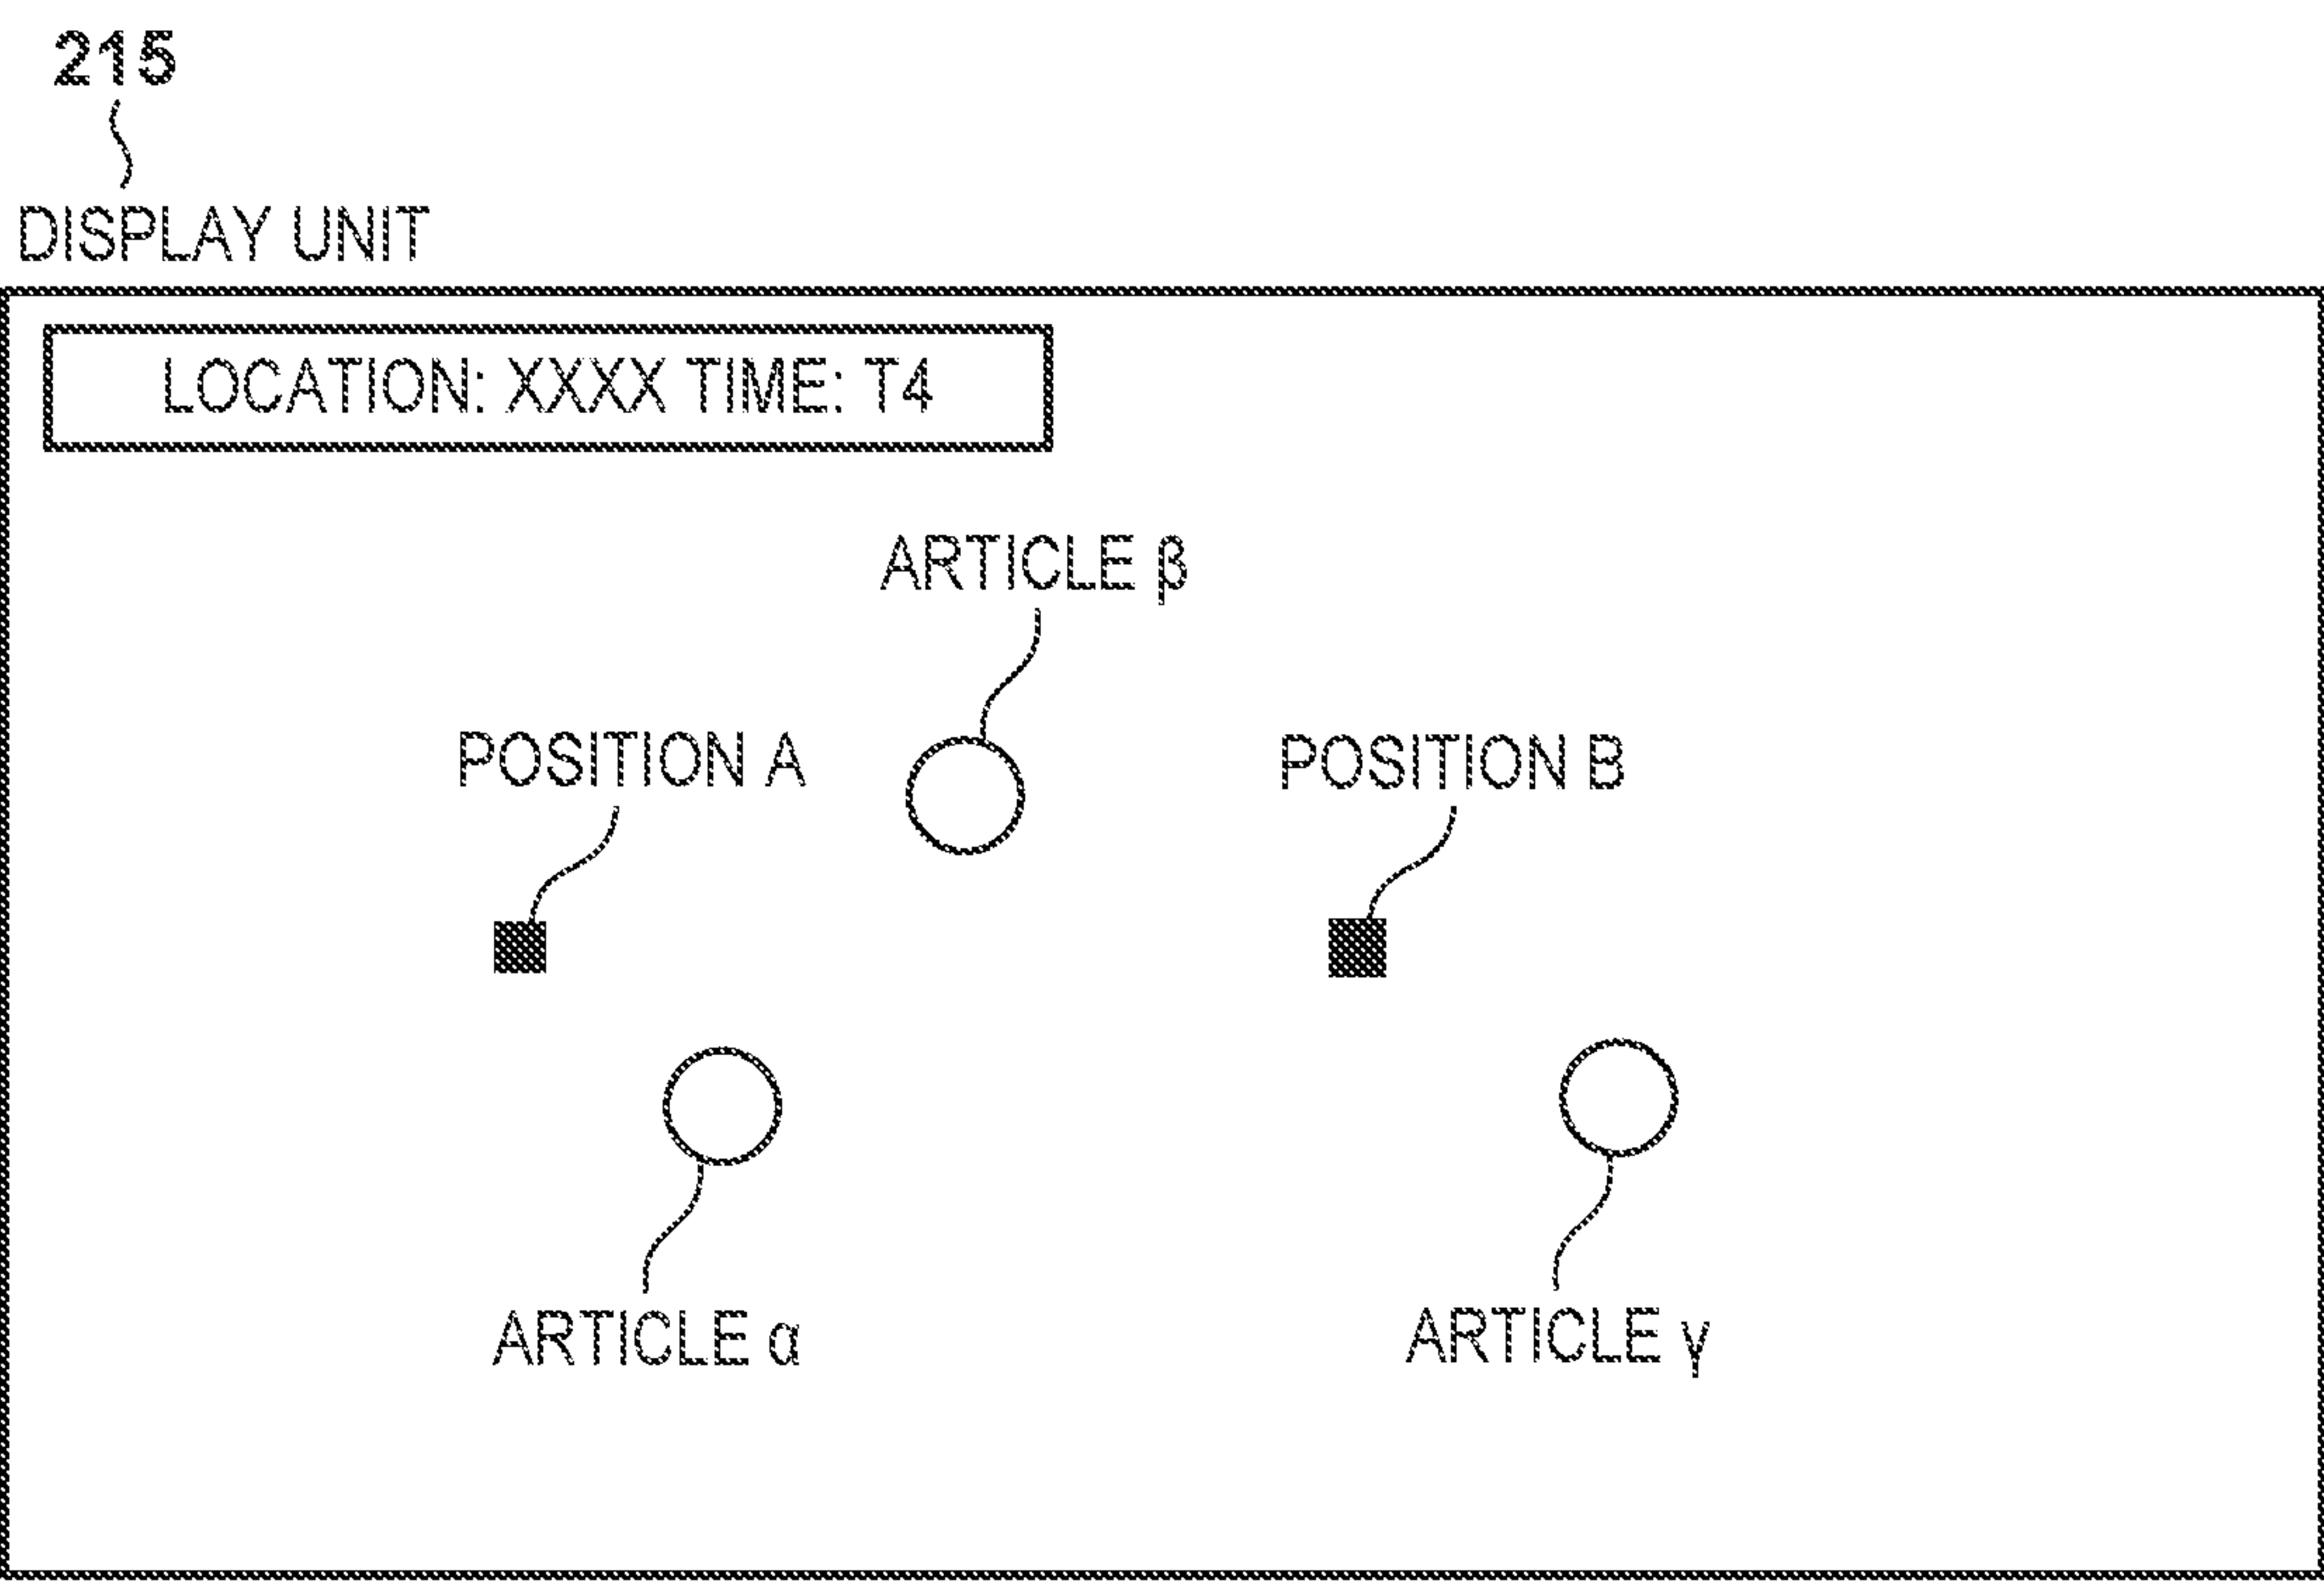 215
DISPLAY UNIT
LOCATION: XXXX TIME: T4
ARTICLE β
POSITION A
POSITION B
ARTICLE α
ARTICLE γ